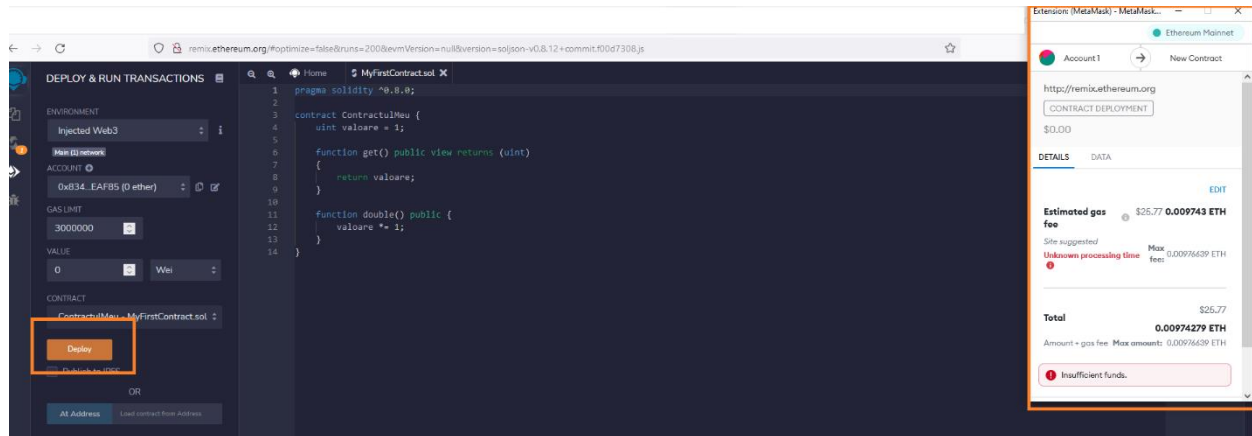 Extension: (MetaMask) - MetaMask...
remix.ethereum.org/#optimize=false&runs=200&evmVersion=null&version=soljson-v0.8.12+commit.f00d7308.js
DEPLOY & RUN TRANSACTIONS
ENVIRONMENT
Injected Web3
Main (1) network
ACCOUNT
0x834...EAF85 (0 ether)
GAS LIMIT
3000000
VALUE
0 Wei
CONTRACT
ContractulMeu - MyFirstContract.sol
Deploy
Publish to IPFS
OR
At Address Load contract from Address
Home MyFirstContract.sol
1 pragma solidity ^0.8.0;
2
3 contract ContractulMeu {
4 uint valoare = 1;
5
6 function get() public view returns (uint)
7 {
8 return valoare;
9 }
10
11 function double() public {
12 valoare *= 1;
13 }
14 }
Ethereum Mainnet
Account 1 New Contract
http://remix.ethereum.org
CONTRACT DEPLOYMENT
$0.00
DETAILS DATA
EDIT
Estimated gas fee $25.77 0.009743 ETH
Site suggested
Unknown processing time Max fee: 0.00976639 ETH
Total $25.77
0.00974279 ETH
Amount + gas fee Max amount: 0.00976639 ETH
Insufficient funds.